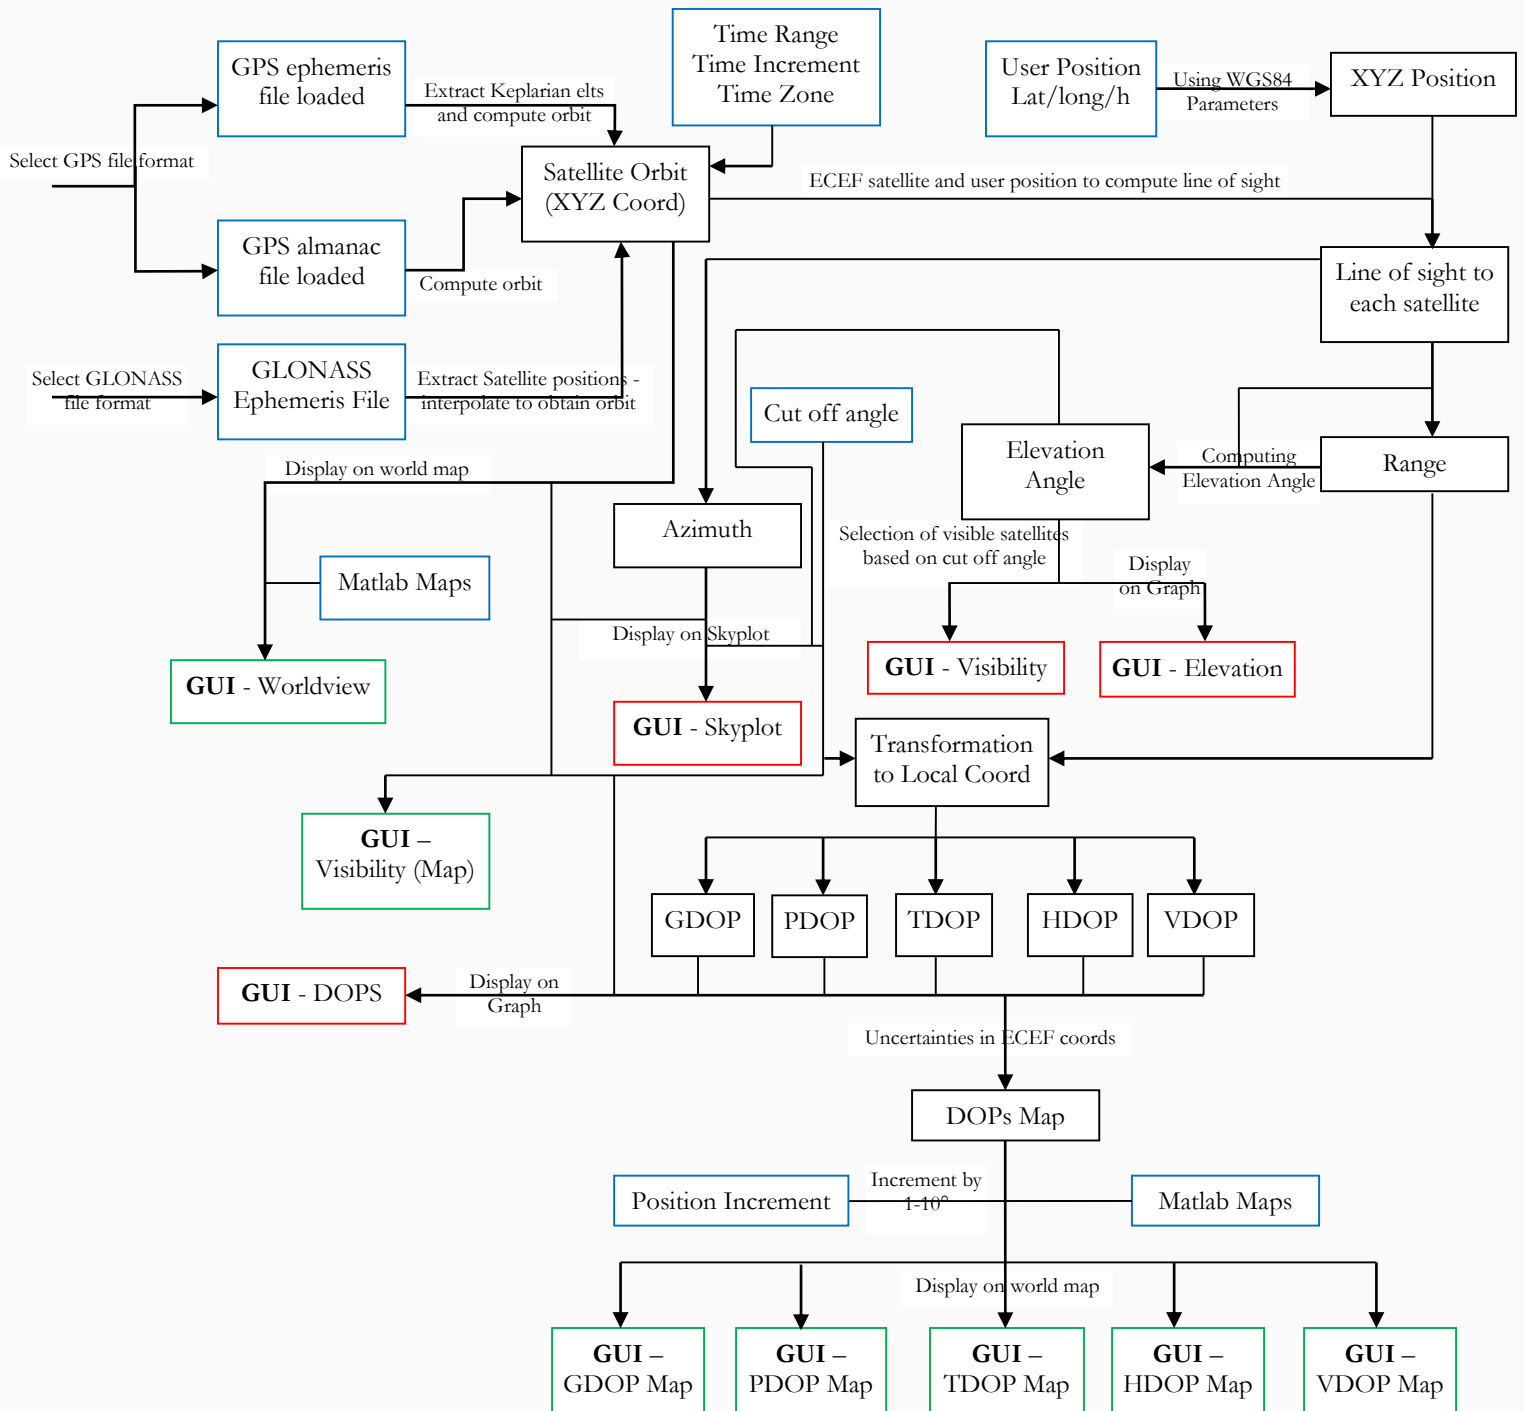 Time Range
Time Increment
Time Zone
GPS ephemeris
file loaded
Extract Keplarian elts
and compute orbit
User Position
Lat/long/h
Using WGS84
Parameters
XYZ Position
Select GPS file format
Satellite Orbit
(XYZ Coord)
ECEF satellite and user position to compute line of sight
GPS almanac
file loaded
Compute orbit
Line of sight to
each satellite
Select GLONASS
file format
GLONASS
Ephemeris File
Extract Satellite positions -
interpolate to obtain orbit
Cut off angle
Elevation
Angle
Computing
Elevation Angle
Range
Display on world map
Azimuth
Selection of visible satellites
based on cut off angle
Display
on Graph
Matlab Maps
Display on Skyplot
GUI - Worldview
GUI - Visibility
GUI - Elevation
GUI - Skyplot
Transformation
to Local Coord
GUI –
Visibility (Map)
GDOP
PDOP
TDOP
HDOP
VDOP
GUI - DOPS
Display on
Graph
Uncertainties in ECEF coords
DOPs Map
Position Increment
Increment by
1-10°
Matlab Maps
Display on world map
GUI –
GDOP Map
GUI –
PDOP Map
GUI –
TDOP Map
GUI –
HDOP Map
GUI –
VDOP Map